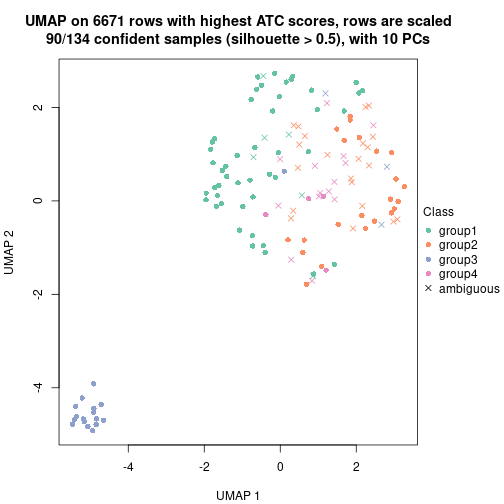 UMAP on 6671 rows with highest ATC scores, rows are scaled
90/134 confident samples (silhouette > 0.5), with 10 PCs
2
0
-2
-4
UMAP 2
-4
-2
0
2
UMAP 1
Class
group1
group2
group3
group4
ambiguous